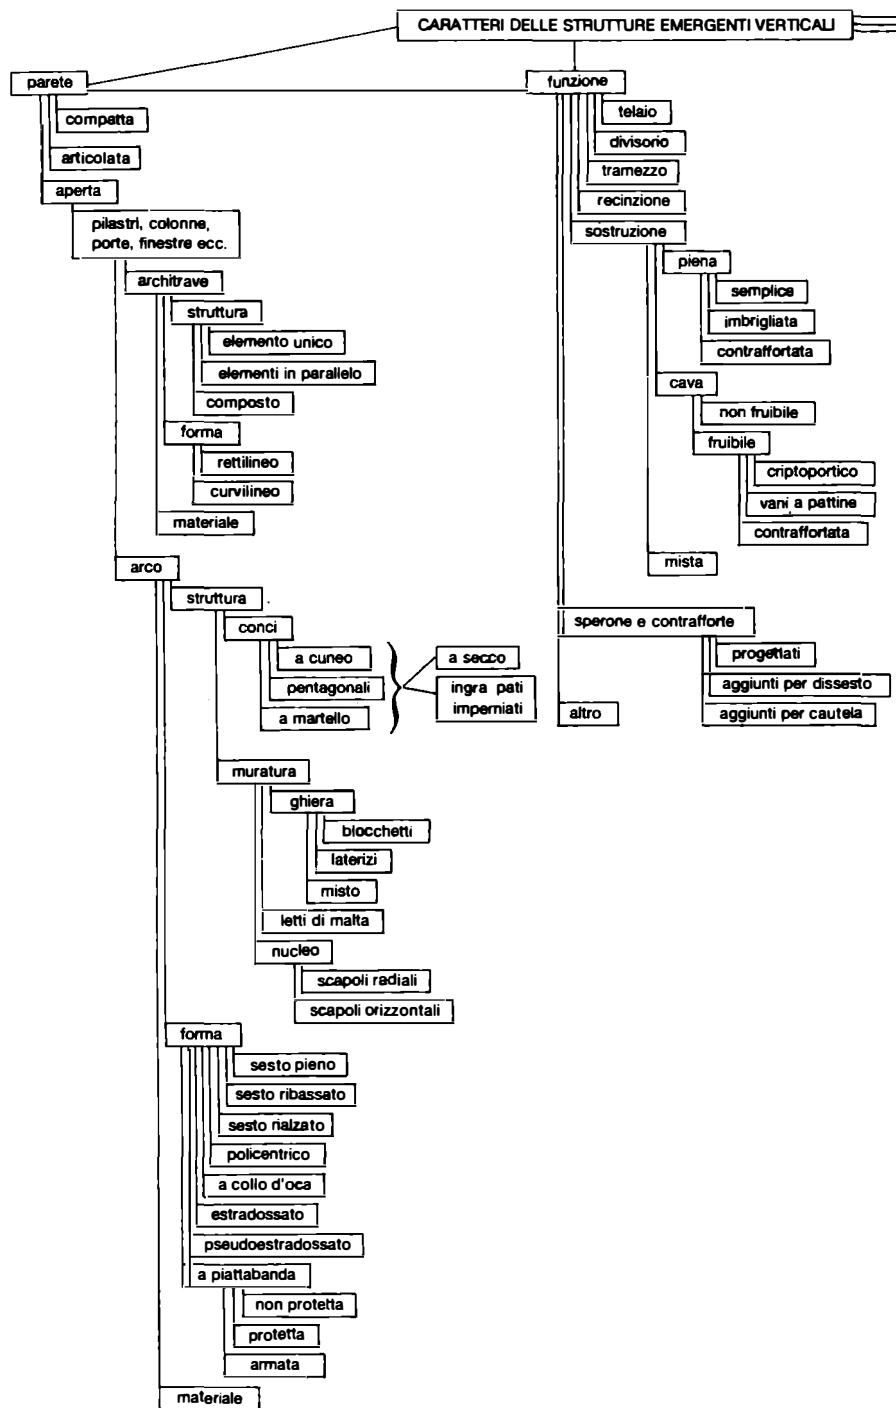 CARATTERI DELLE STRUTTURE EMERGENTI VERTICALI
parete
compatta
articolata
aperta
pilastri, colonne,
porte, finestre ecc.
architrave
struttura
elemento unico
elementi in parallelo
composto
forma
rettilineo
curvilineo
materiale
arco
struttura
conci
a cuneo
pentagonali
a martello
a secco
ingra pati
imperniati
muratura
ghiera
blocchetti
laterizi
misto
letti di malta
nucleo
scapoli radiali
scapoli orizzontali
forma
sesto pieno
sesto ribassato
sesto rialzato
policentrico
a collo d'oca
estradossato
pseudoestradossato
a piattabanda
non protetta
protetta
armata
materiale
funzione
telaio
divisorio
tramezzo
recinzione
sostruzione
piena
semplice
imbrigliata
contraffortata
cava
non fruibile
fruibile
criptoportico
vani a pattine
contraffortata
mista
sperone e contrafforte
progettati
aggiunti per dissesto
aggiunti per cautela
altro